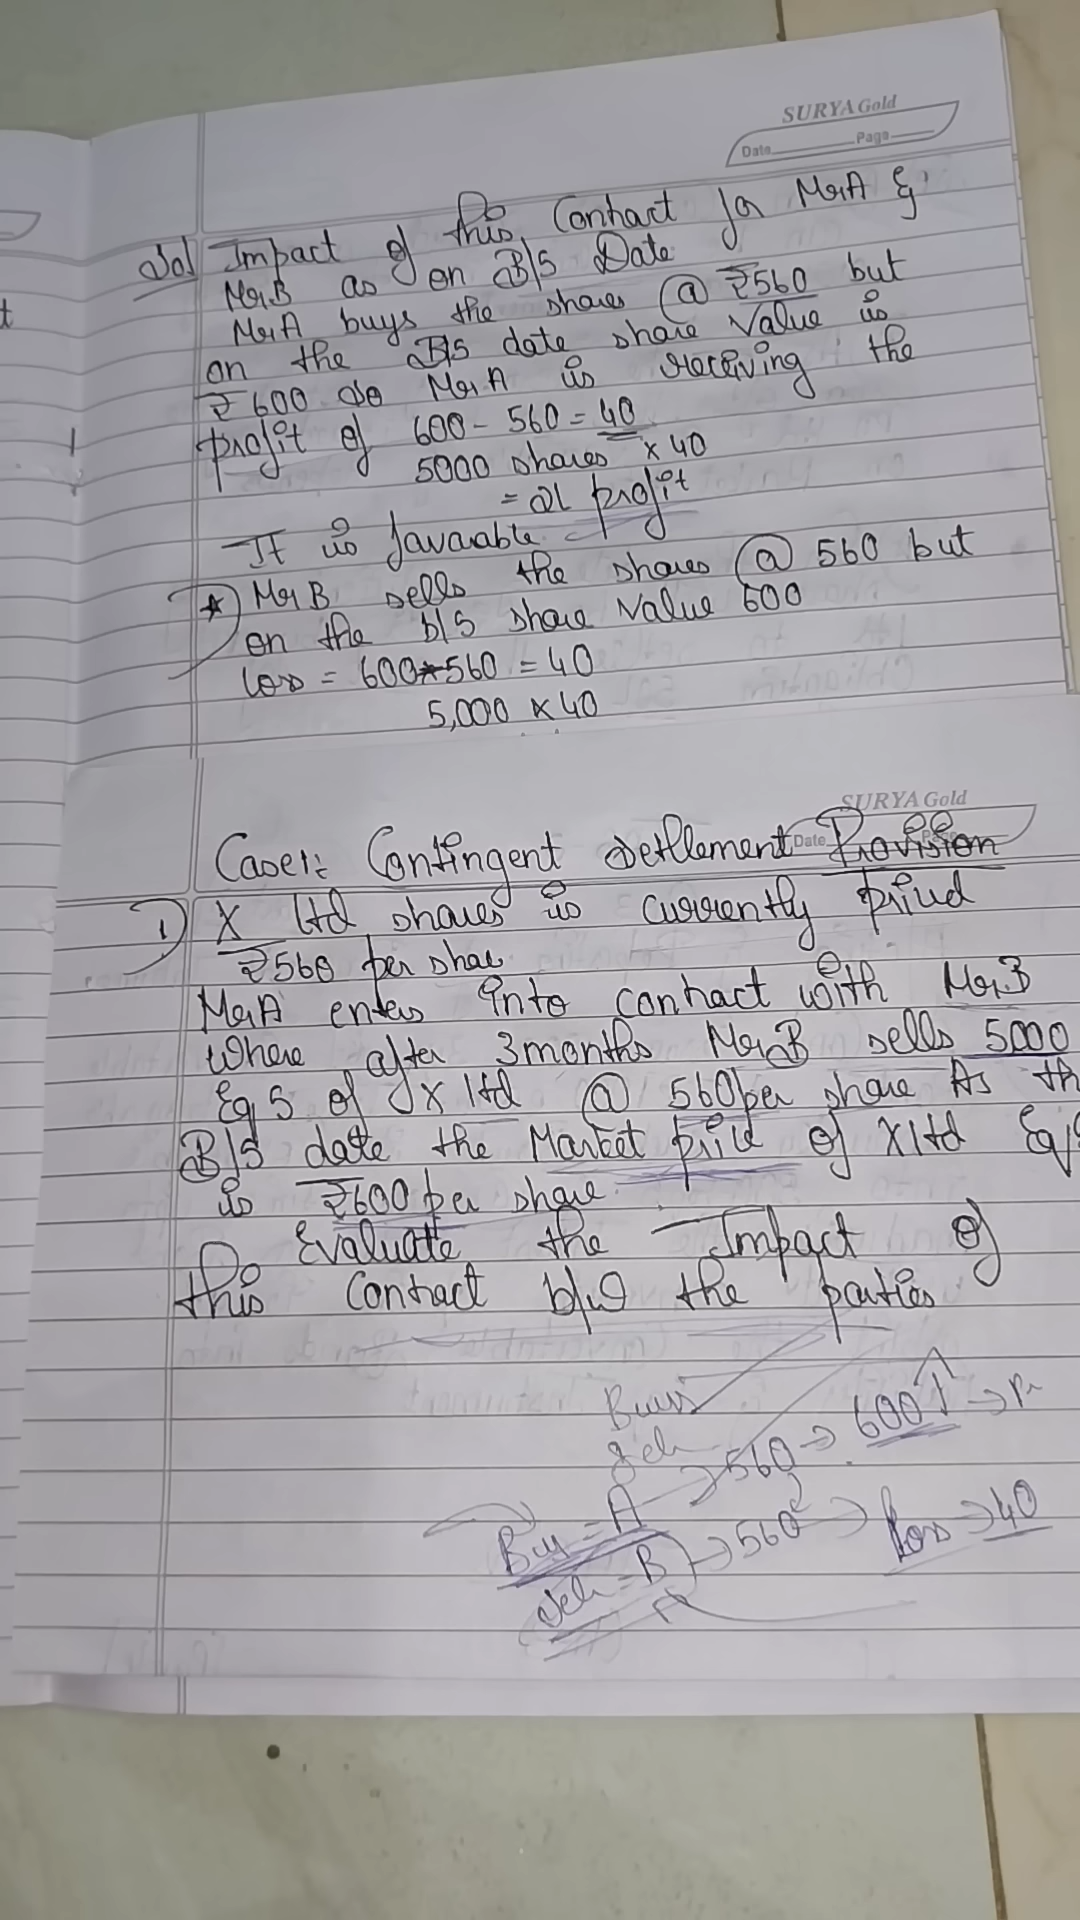 SURYA Gold
Date Page
Sol Impact of this Contract for Mr.A &
Mr.B as on B/S Date
Mr.A buys the shares @ ₹560 but
on the B/S date share Value is
₹600 so Mr.A is receiving the
profit of 600 - 560 = 40
5000 shares × 40
= 2L profit
It is favarable
* Mr B sells the shares @ 560 but
on the b/s share Value 600
loss = 600 - 560 = 40
5,000 × 40
SURYA Gold
Date
Case1: Contingent Settlement Provision
1) X ltd shares is currently priced
₹560 per share
Mr.A enters into contract with Mr.B
Where after 3 months Mr.B sells 5000
Eq S of X ltd @ 560 per share As th
B/S date the Market price of X ltd Eq
is ₹600 per share.
Evaluate the Impact of
this Contract b/w the parties
560 → 600 →
Buy = A
Sell = B → 560 → loss → 40